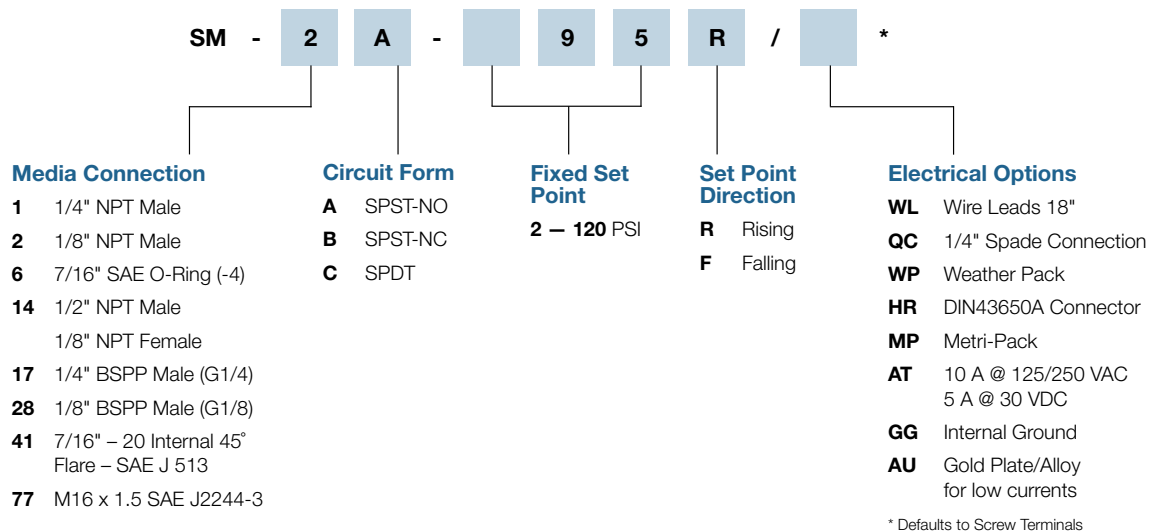 SM - 2 A - 9 5 R / *
Media Connection
1 1/4" NPT Male
2 1/8" NPT Male
6 7/16" SAE O-Ring (-4)
14 1/2" NPT Male
1/8" NPT Female
17 1/4" BSPP Male (G1/4)
28 1/8" BSPP Male (G1/8)
41 7/16" – 20 Internal 45˚
Flare – SAE J 513
77 M16 x 1.5 SAE J2244-3
Circuit Form
A SPST-NO
B SPST-NC
C SPDT
Fixed Set
Point
2 — 120 PSI
Set Point
Direction
R Rising
F Falling
Electrical Options
WL Wire Leads 18"
QC 1/4" Spade Connection
WP Weather Pack
HR DIN43650A Connector
MP Metri-Pack
AT 10 A @ 125/250 VAC
5 A @ 30 VDC
GG Internal Ground
AU Gold Plate/Alloy
for low currents
* Defaults to Screw Terminals